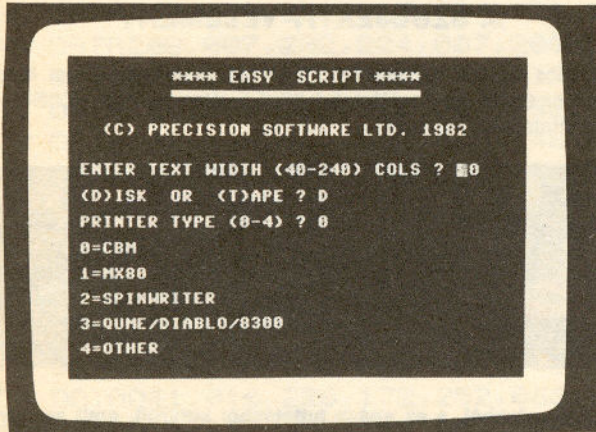 **** EASY SCRIPT ****
(C) PRECISION SOFTWARE LTD. 1982
ENTER TEXT WIDTH (40-240) COLS ? 40
(D)ISK OR (T)APE ? D
PRINTER TYPE (0-4) ? 0
0=CBM
1=MX80
2=SPINWRITER
3=QUME/DIABLO/8300
4=OTHER